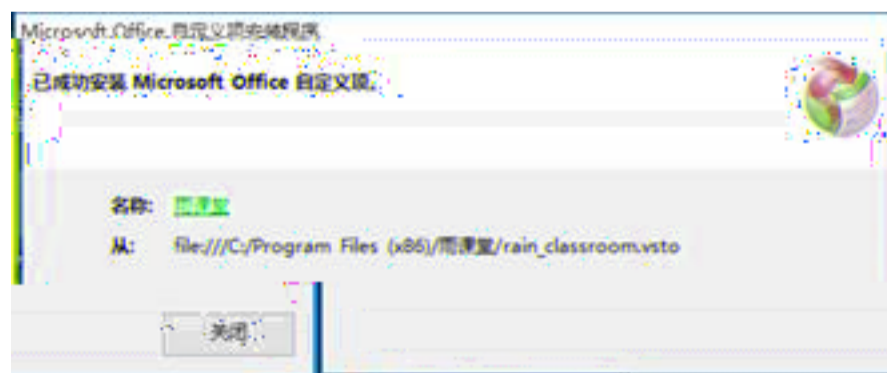 Microsoft Office 自定义项安装程序
已成功安装 Microsoft Office 自定义项。
名称: 雨课堂
从: file:///C:/Program Files (x86)/雨课堂/rain_classroom.vsto
关闭